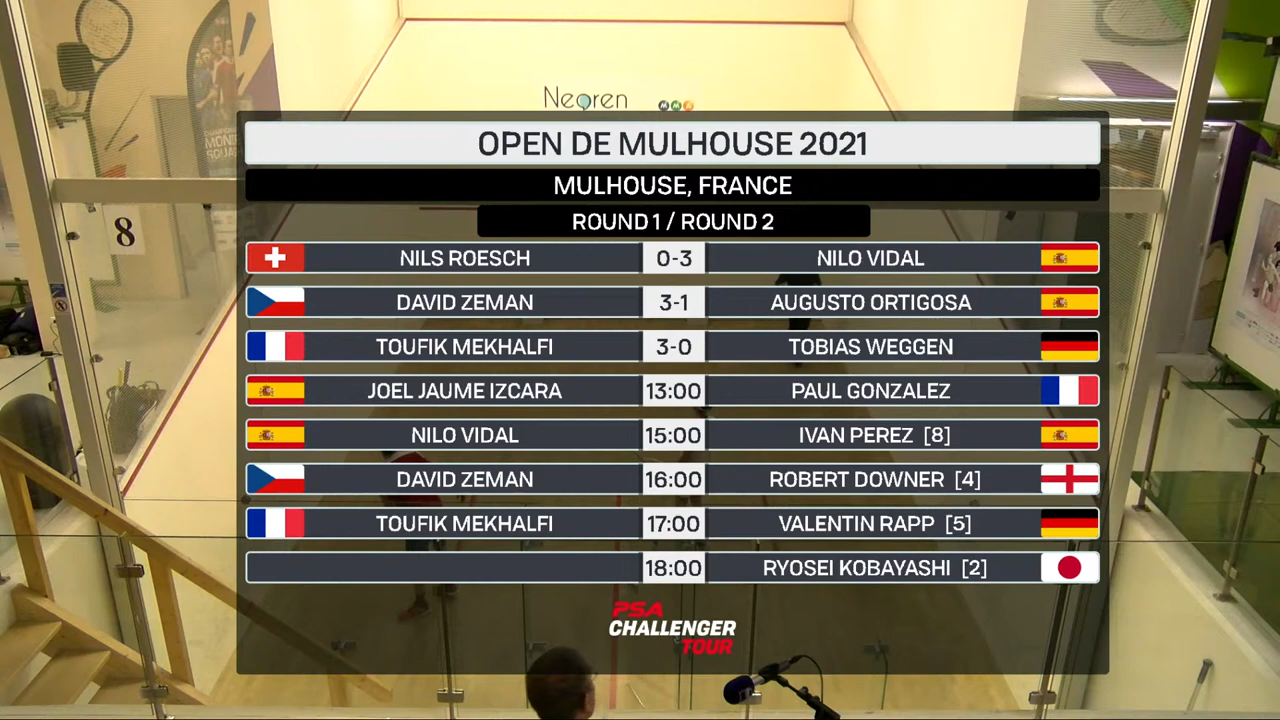 Neoren
8
OPEN DE MULHOUSE 2021
MULHOUSE, FRANCE
ROUND 1 / ROUND 2
NILS ROESCH 0-3 NILO VIDAL
DAVID ZEMAN 3-1 AUGUSTO ORTIGOSA
TOUFIK MEKHALFI 3-0 TOBIAS WEGGEN
JOEL JAUME IZCARA 13:00 PAUL GONZALEZ
NILO VIDAL 15:00 IVAN PEREZ [8]
DAVID ZEMAN 16:00 ROBERT DOWNER [4]
TOUFIK MEKHALFI 17:00 VALENTIN RAPP [5]
18:00 RYOSEI KOBAYASHI [2]
PSA
CHALLENGER
TOUR